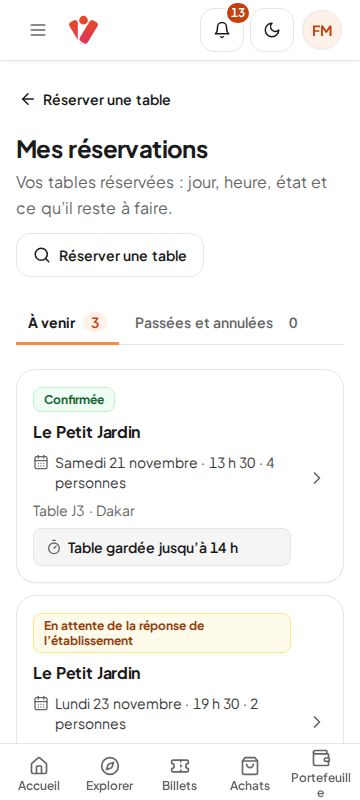 13
FM
Réserver une table
Mes réservations
Vos tables réservées : jour, heure, état et
ce qu’il reste à faire.
Réserver une table
À venir 3 Passées et annulées 0
Confirmée
Le Petit Jardin
Samedi 21 novembre · 13 h 30 · 4
personnes
Table J3 · Dakar
Table gardée jusqu’à 14 h
En attente de la réponse de
l’établissement
Le Petit Jardin
Lundi 23 novembre · 19 h 30 · 2
personnes
Accueil Explorer Billets Achats Portefeuill
e